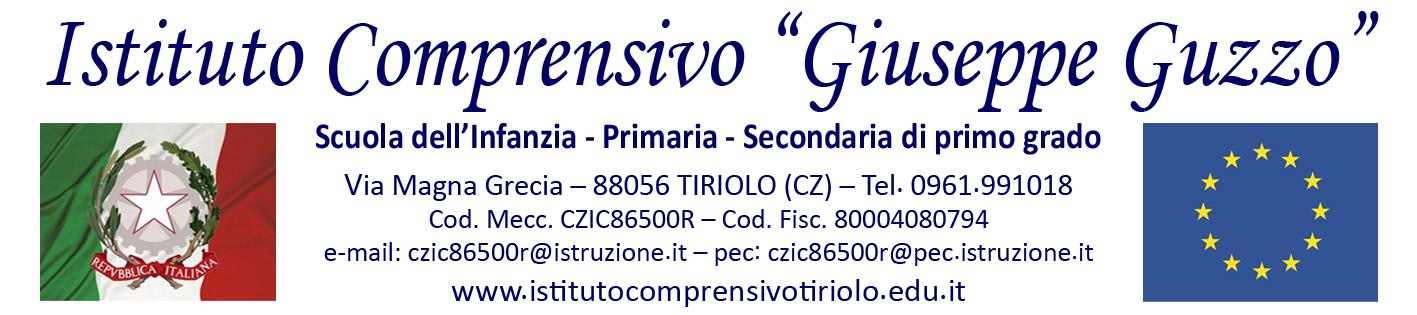 Istituto Comprensivo “Giuseppe Guzzo”
Scuola dell’Infanzia - Primaria - Secondaria di primo grado
Via Magna Grecia – 88056 TIRIOLO (CZ) – Tel. 0961.991018
Cod. Mecc. CZIC86500R – Cod. Fisc. 80004080794
e-mail: czic86500r@istruzione.it – pec: czic86500r@pec.istruzione.it
REPVBBLICA ITALIANA
www.istitutocomprensivotiriolo.edu.it